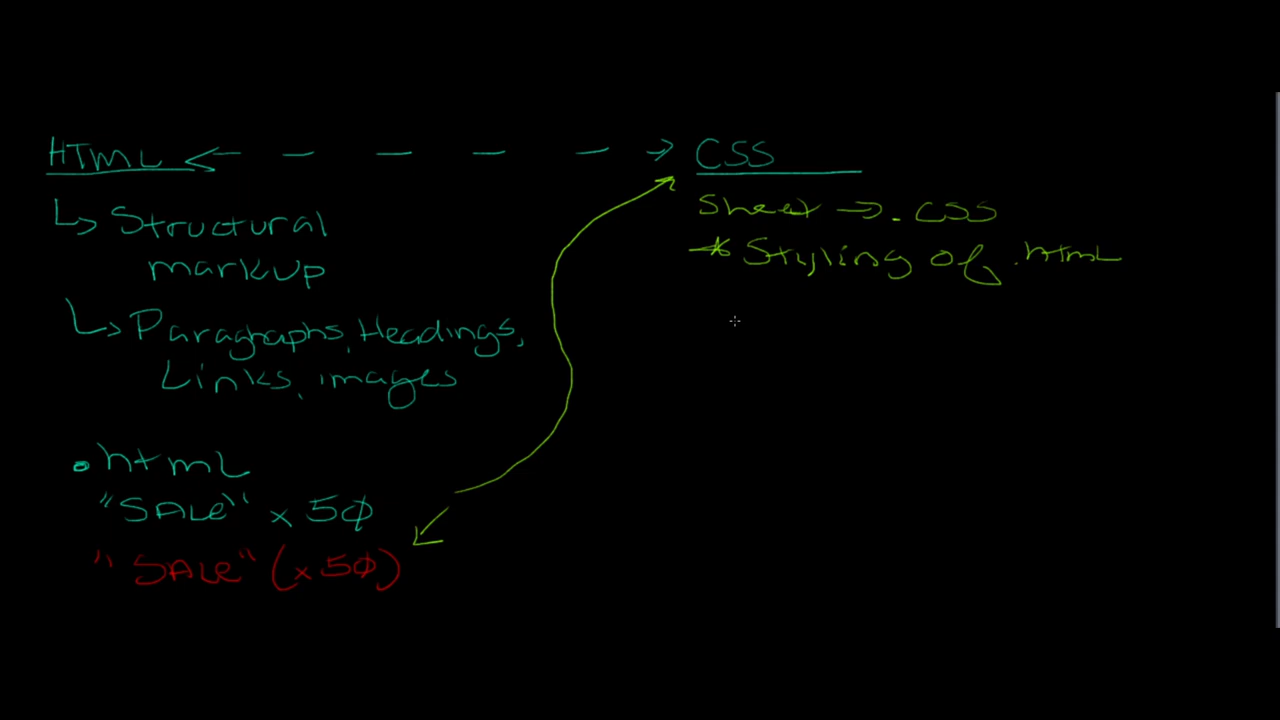 HTML
Structural
markup
Paragraphs, Headings,
Links, images
.html
"SALe" x 50
"SALe" (x 50)
CSS
Sheet → .CSS
* Styling of .html